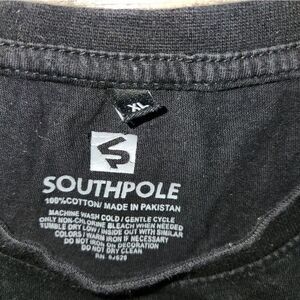 XL
SOUTHPOLE
100%COTTON/MADE IN PAKISTAN
MACHINE WASH COLD/GENTLE CYCLE
ONLY NON-CHLORINE BLEACH WHEN NEEDED
TUMBLE DRY LOW/INSIDE OUT WITH SIMILAR
COLORS/WARM IRON IF NECESSARY
DO NOT IRON ON DECORATION
DO NOT DRY CLEAN
RN